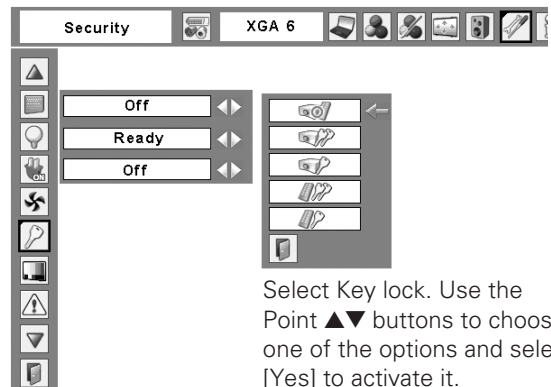 Security
XGA 6
Off
Ready
Off
ON
Select Key lock. Use the
Point ▲▼ buttons to choos
one of the options and sele
[Yes] to activate it.